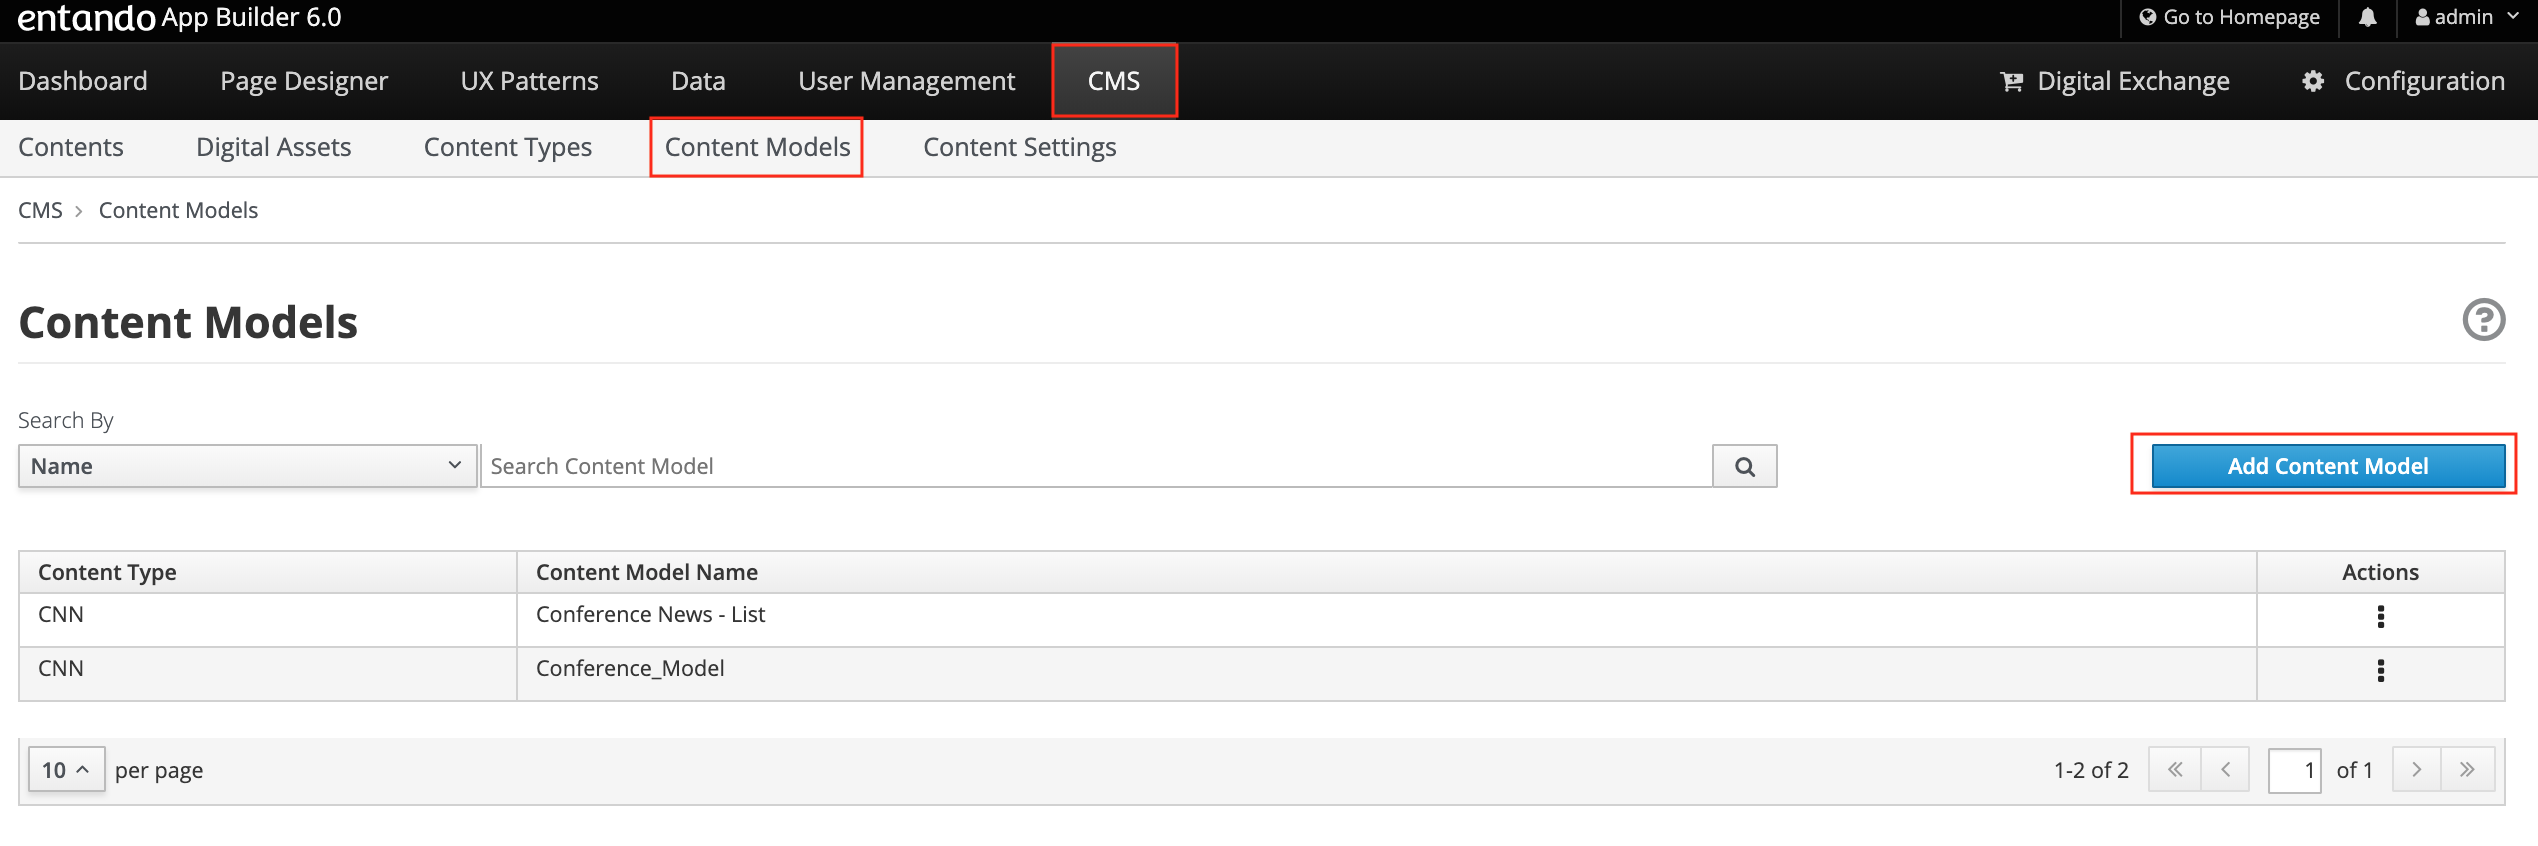 entando App Builder 6.0 Go to Homepage admin
Dashboard Page Designer UX Patterns Data User Management CMS Digital Exchange Configuration
Contents Digital Assets Content Types Content Models Content Settings
CMS > Content Models
Content Models
Search By
Name Search Content Model Add Content Model
Content Type Content Model Name Actions
CNN Conference News - List
CNN Conference_Model
10 per page 1-2 of 2 « < 1 of 1 > »